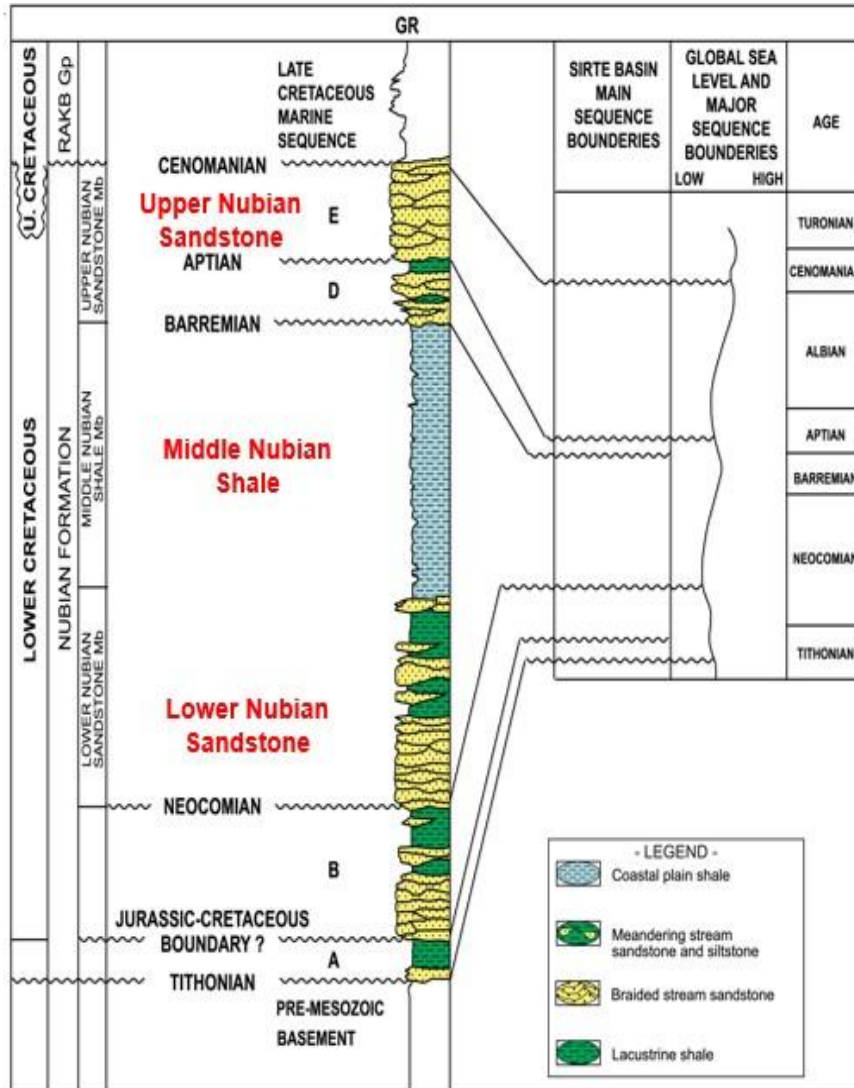 GR
U. CRETACEOUS
LOWER CRETACEOUS
RAKB Gp
NUBIAN FORMATION
UPPER NUBIAN
SANDSTONE Mb
MIDDLE NUBIAN
SHALE Mb
LOWER NUBIAN
SANDSTONE Mb
LATE
CRETACEOUS
MARINE
SEQUENCE
CENOMANIAN
Upper Nubian
Sandstone
E
APTIAN
D
BARREMIAN
Middle Nubian
Shale
Lower Nubian
Sandstone
NEOCOMIAN
B
JURASSIC-CRETACEOUS
BOUNDARY ?
A
TITHONIAN
PRE-MESOZOIC
BASEMENT
SIRTE BASIN
MAIN
SEQUENCE
BOUNDERIES
GLOBAL SEA
LEVEL AND
MAJOR
SEQUENCE
BOUNDERIES
LOW HIGH
AGE
TURONIAN
CENOMANIA
ALBIAN
APTIAN
BARREMIAN
NEOCOMIAN
TITHONIAN
- LEGEND -
Coastal plain shale
Meandering stream
sandstone and siltstone
Braided stream sandstone
Lacustrine shale